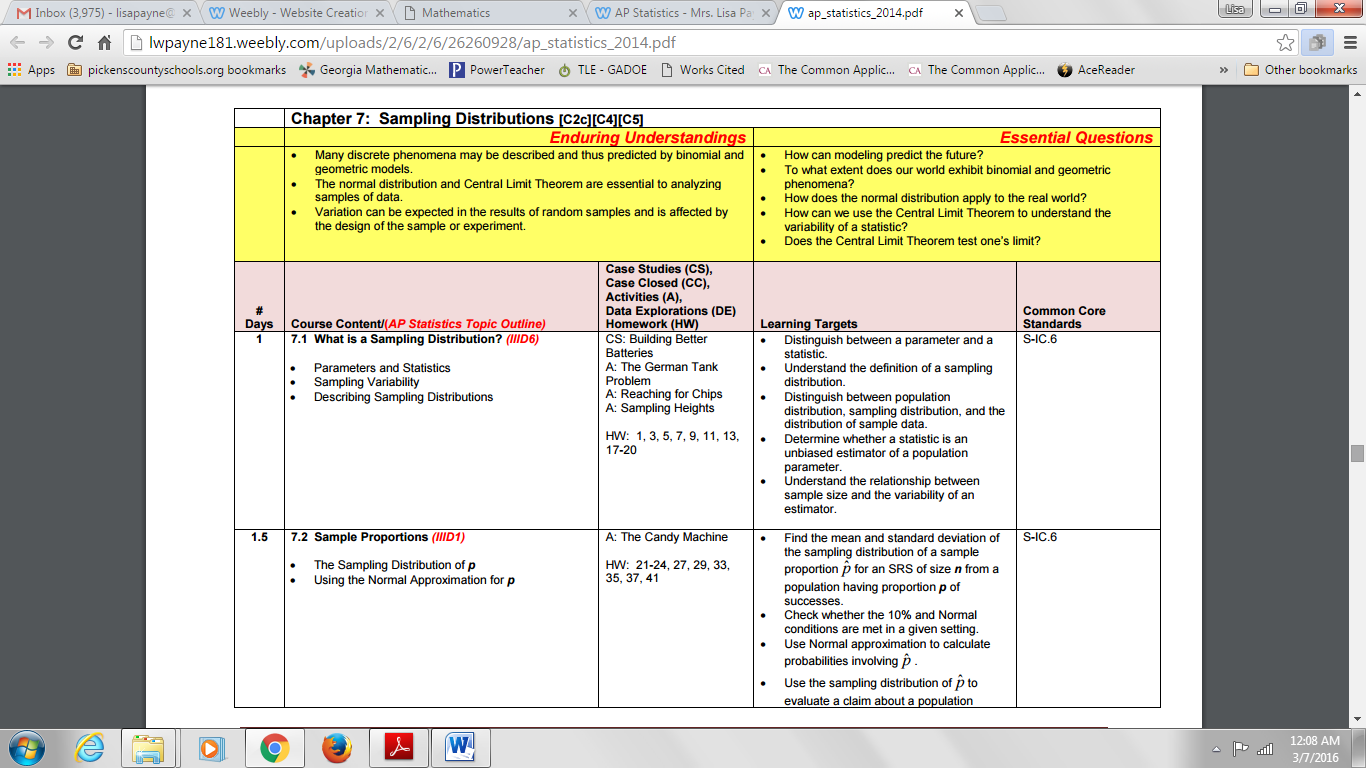 Inbox (3,975) - lisapayne@
Weebly - Website Creation
Mathematics
AP Statistics - Mrs. Lisa Pa
ap_statistics_2014.pdf
Lisa
lwpayne181.weebly.com/uploads/2/6/2/6/26260928/ap_statistics_2014.pdf
Apps
pickenscountyschools.org bookmarks
Georgia Mathematic...
PowerTeacher
TLE - GADOE
Works Cited
CA The Common Applic...
CA The Common Applic...
AceReader
»
Other bookmarks
Chapter 7: Sampling Distributions [C2c][C4][C5]
Enduring Understandings
Essential Questions
• Many discrete phenomena may be described and thus predicted by binomial and
geometric models.
• The normal distribution and Central Limit Theorem are essential to analyzing
samples of data.
• Variation can be expected in the results of random samples and is affected by
the design of the sample or experiment.
• How can modeling predict the future?
• To what extent does our world exhibit binomial and geometric
phenomena?
• How does the normal distribution apply to the real world?
• How can we use the Central Limit Theorem to understand the
variability of a statistic?
• Does the Central Limit Theorem test one's limit?
#
Days
Course Content/(AP Statistics Topic Outline)
Case Studies (CS),
Case Closed (CC),
Activities (A),
Data Explorations (DE)
Homework (HW)
Learning Targets
Common Core
Standards
1
7.1 What is a Sampling Distribution? (IIID6)
• Parameters and Statistics
• Sampling Variability
• Describing Sampling Distributions
CS: Building Better
Batteries
A: The German Tank
Problem
A: Reaching for Chips
A: Sampling Heights
HW: 1, 3, 5, 7, 9, 11, 13,
17-20
• Distinguish between a parameter and a
statistic.
• Understand the definition of a sampling
distribution.
• Distinguish between population
distribution, sampling distribution, and the
distribution of sample data.
• Determine whether a statistic is an
unbiased estimator of a population
parameter.
• Understand the relationship between
sample size and the variability of an
estimator.
S-IC.6
1.5
7.2 Sample Proportions (IIID1)
• The Sampling Distribution of p
• Using the Normal Approximation for p
A: The Candy Machine
HW: 21-24, 27, 29, 33,
35, 37, 41
• Find the mean and standard deviation of
the sampling distribution of a sample
proportion p̂ for an SRS of size n from a
population having proportion p of
successes.
• Check whether the 10% and Normal
conditions are met in a given setting.
• Use Normal approximation to calculate
probabilities involving p̂ .
• Use the sampling distribution of p̂ to
evaluate a claim about a population
S-IC.6
12:08 AM
3/7/2016